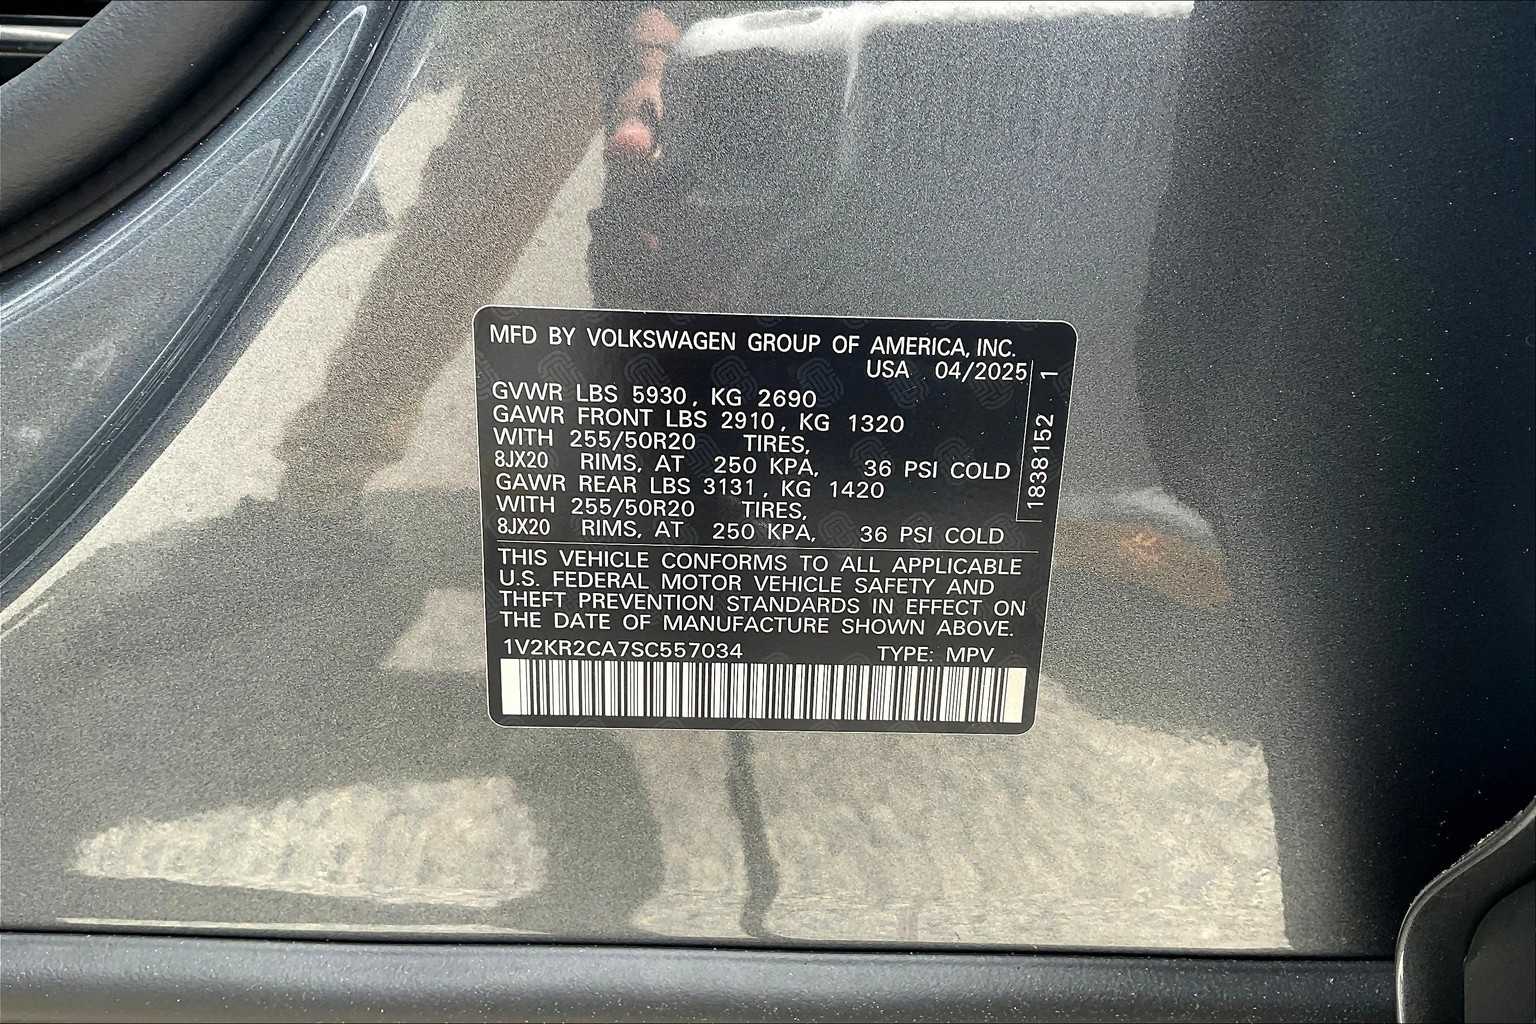 MFD BY VOLKSWAGEN GROUP OF AMERICA, INC.
USA 04/2025
GVWR LBS 5930, KG 2690
GAWR FRONT LBS 2910, KG 1320
WITH 255/50R20 TIRES,
8JX20 RIMS, AT 250 KPA, 36 PSI COLD
GAWR REAR LBS 3131, KG 1420
WITH 255/50R20 TIRES,
8JX20 RIMS, AT 250 KPA, 36 PSI COLD
1838152 1
THIS VEHICLE CONFORMS TO ALL APPLICABLE
U.S. FEDERAL MOTOR VEHICLE SAFETY AND
THEFT PREVENTION STANDARDS IN EFFECT ON
THE DATE OF MANUFACTURE SHOWN ABOVE.
1V2KR2CA7SC557034 TYPE: MPV